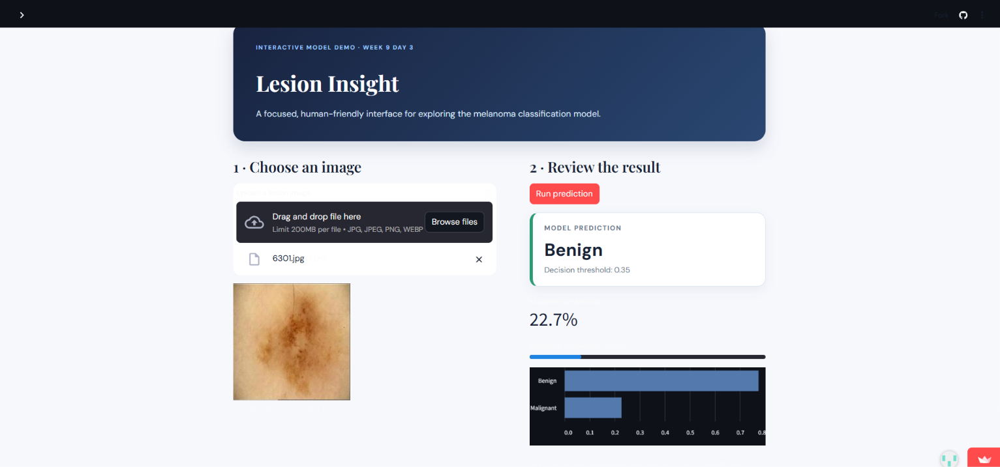 Fork
INTERACTIVE MODEL DEMO · WEEK 9 DAY 3
Lesion Insight
A focused, human-friendly interface for exploring the melanoma classification model.
1 · Choose an image
Drag and drop file here
Limit 200MB per file • JPG, JPEG, PNG, WEBP
Browse files
6301.jpg
2 · Review the result
Run prediction
MODEL PREDICTION
Benign
Decision threshold: 0.35
22.7%
Benign
Malignant
0.0 0.1 0.2 0.3 0.4 0.5 0.6 0.7 0.8